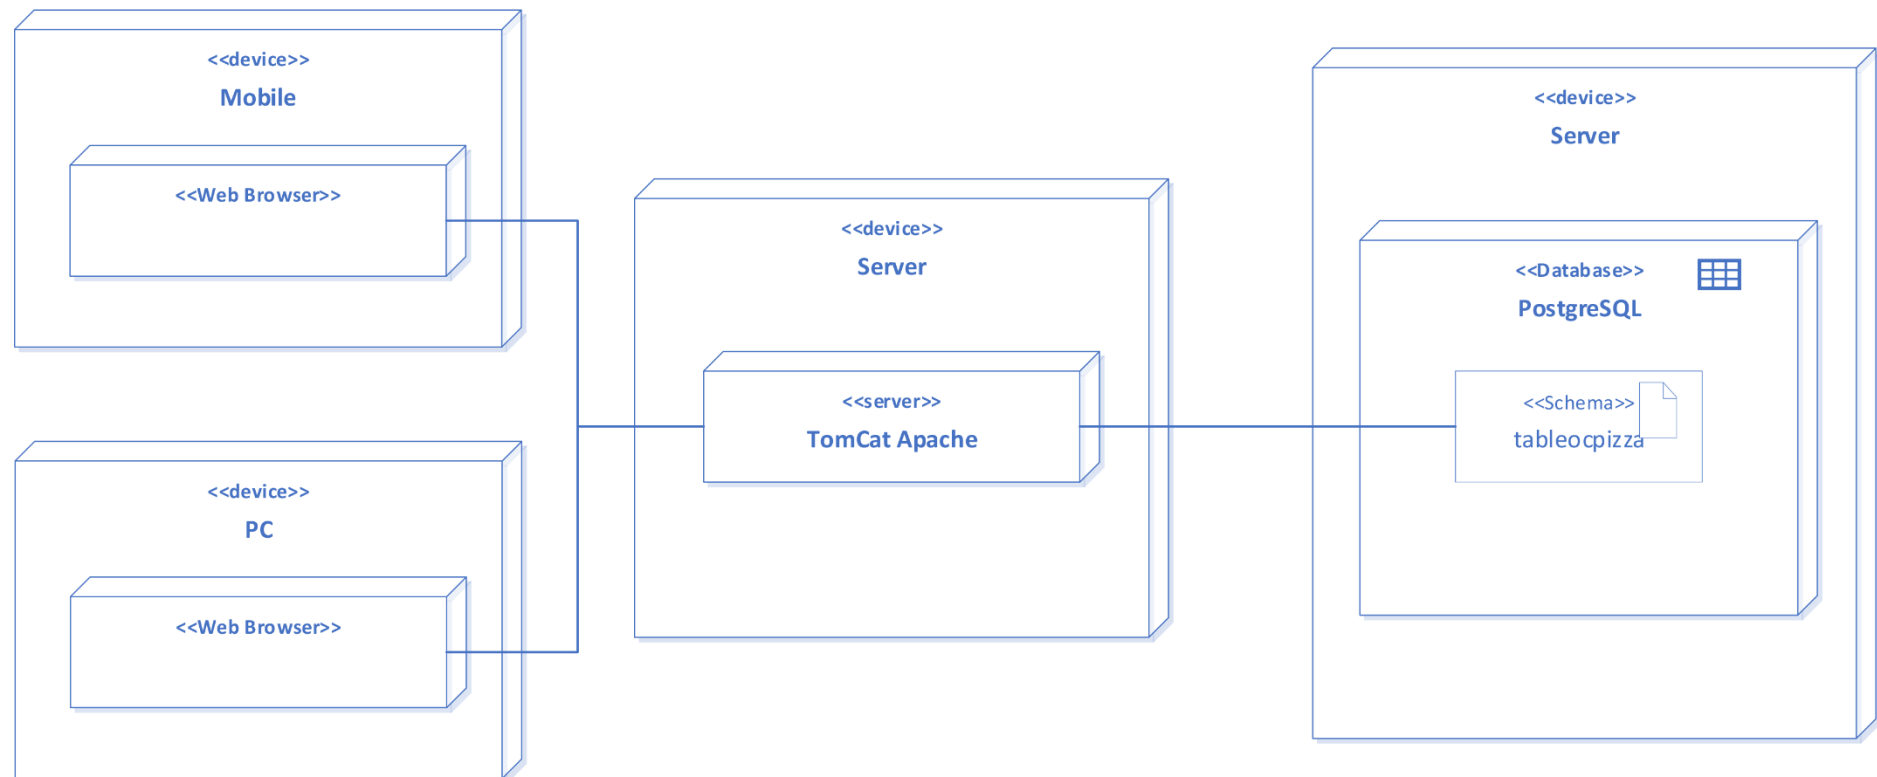 <<device>>
Mobile
<<Web Browser>>
<<device>>
PC
<<Web Browser>>
<<device>>
Server
<<server>>
TomCat Apache
<<device>>
Server
<<Database>>
PostgreSQL
<<Schema>>
tableocpizza